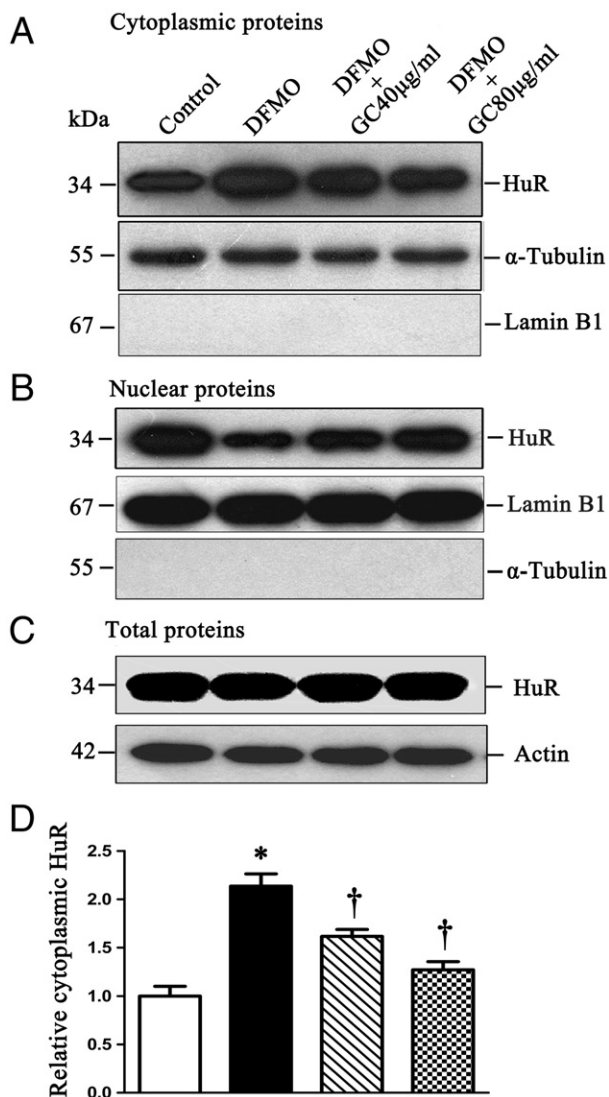 A
Cytoplasmic proteins
kDa
Control
DFMO
DFMO
+
GC40μg/ml
DFMO
+
GC80μg/ml
34
HuR
55
α-Tubulin
67
Lamin B1
B
Nuclear proteins
34
HuR
67
Lamin B1
55
α-Tubulin
C
Total proteins
34
HuR
42
Actin
D
Relative cytoplasmic HuR
2.5
2.0
1.5
1.0
0.5
0.0
*
†
†